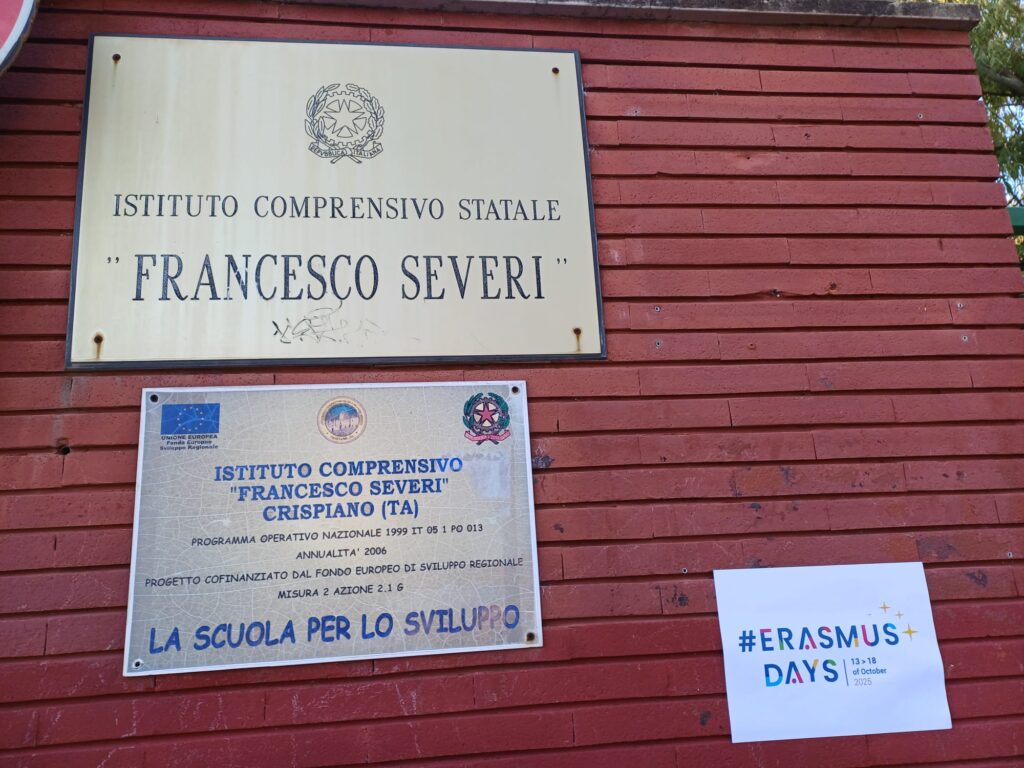 REPVBBLICA ITALIANA
ISTITUTO COMPRENSIVO STATALE
"FRANCESCO SEVERI"
UNIONE EUROPEA
Fondo Europeo
Sviluppo Regionale
ISTITUTO COMPRENSIVO
"FRANCESCO SEVERI"
CRISPIANO (TA)
PROGRAMMA OPERATIVO NAZIONALE 1999 IT 05 1 PO 013
ANNUALITA' 2006
PROGETTO COFINANZIATO DAL FONDO EUROPEO DI SVILUPPO REGIONALE
MISURA 2 AZIONE 2.1 G
LA SCUOLA PER LO SVILUPPO
#ERASMUS
DAYS
13 > 18
of October
2025